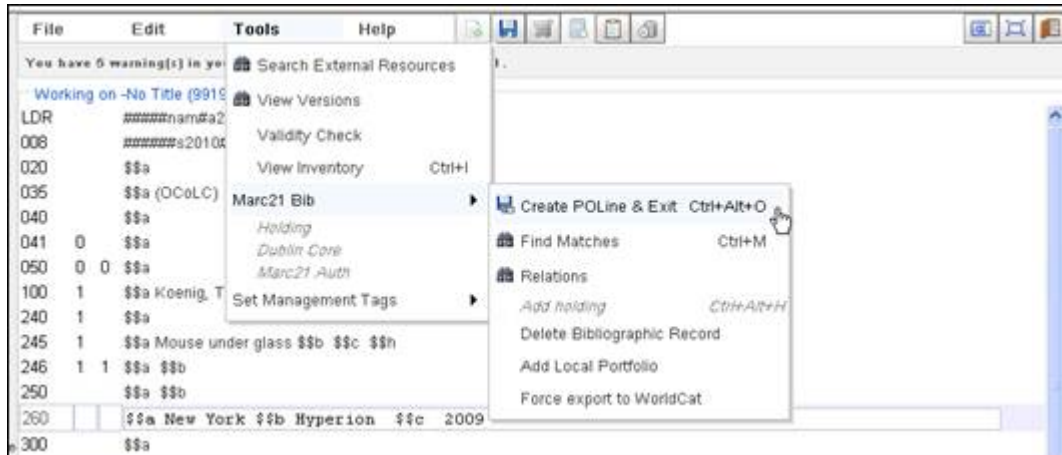 File Edit Tools Help
You have 6 warning(s) in yo
Working on -No Title (9919
LDR #####nam#a2
008 ######s2010#
020 $$a
035 $$a (OCoLC)
040 $$a
041 0 $$a
050 0 0 $$a
100 1 $$a Koenig, T
240 1 $$a
245 1 $$a Mouse under glass $$b $$c $$h
246 1 1 $$a $$b
250 $$a $$b
260 $$a New York $$b Hyperion $$c 2009
300 $$a
Search External Resources
View Versions
Validity Check
View Inventory Ctrl+I
Marc21 Bib
Holding
Dublin Core
Marc21 Auth
Set Management Tags
Create POLine & Exit Ctrl+Alt+O
Find Matches Ctrl+M
Relations
Add holding Ctrl+Alt+H
Delete Bibliographic Record
Add Local Portfolio
Force export to WorldCat